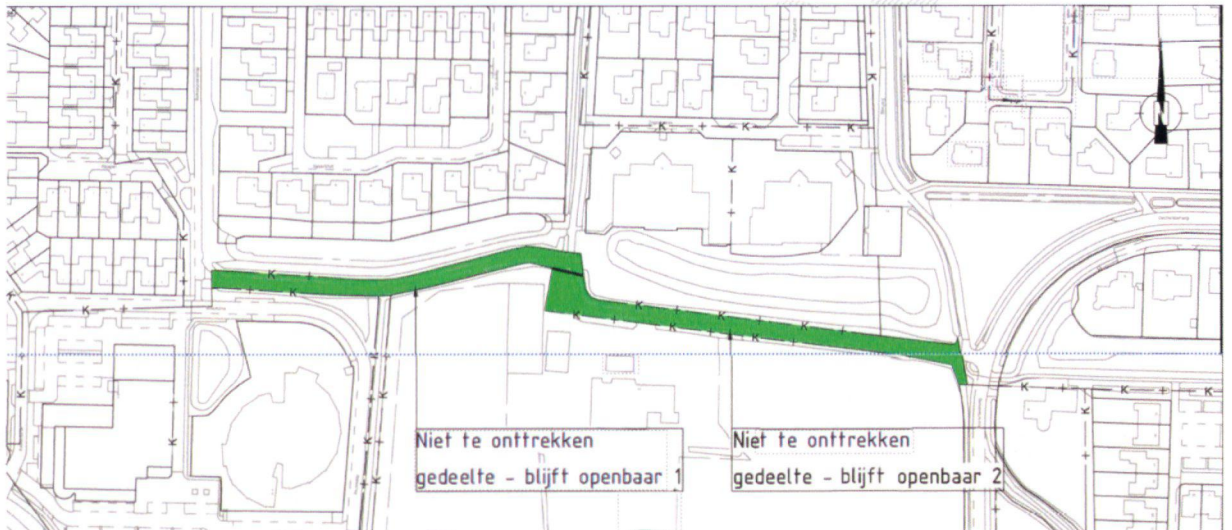 Niet te onttrekken
gedeelte - blijft openbaar 1
Niet te onttrekken
gedeelte - blijft openbaar 2